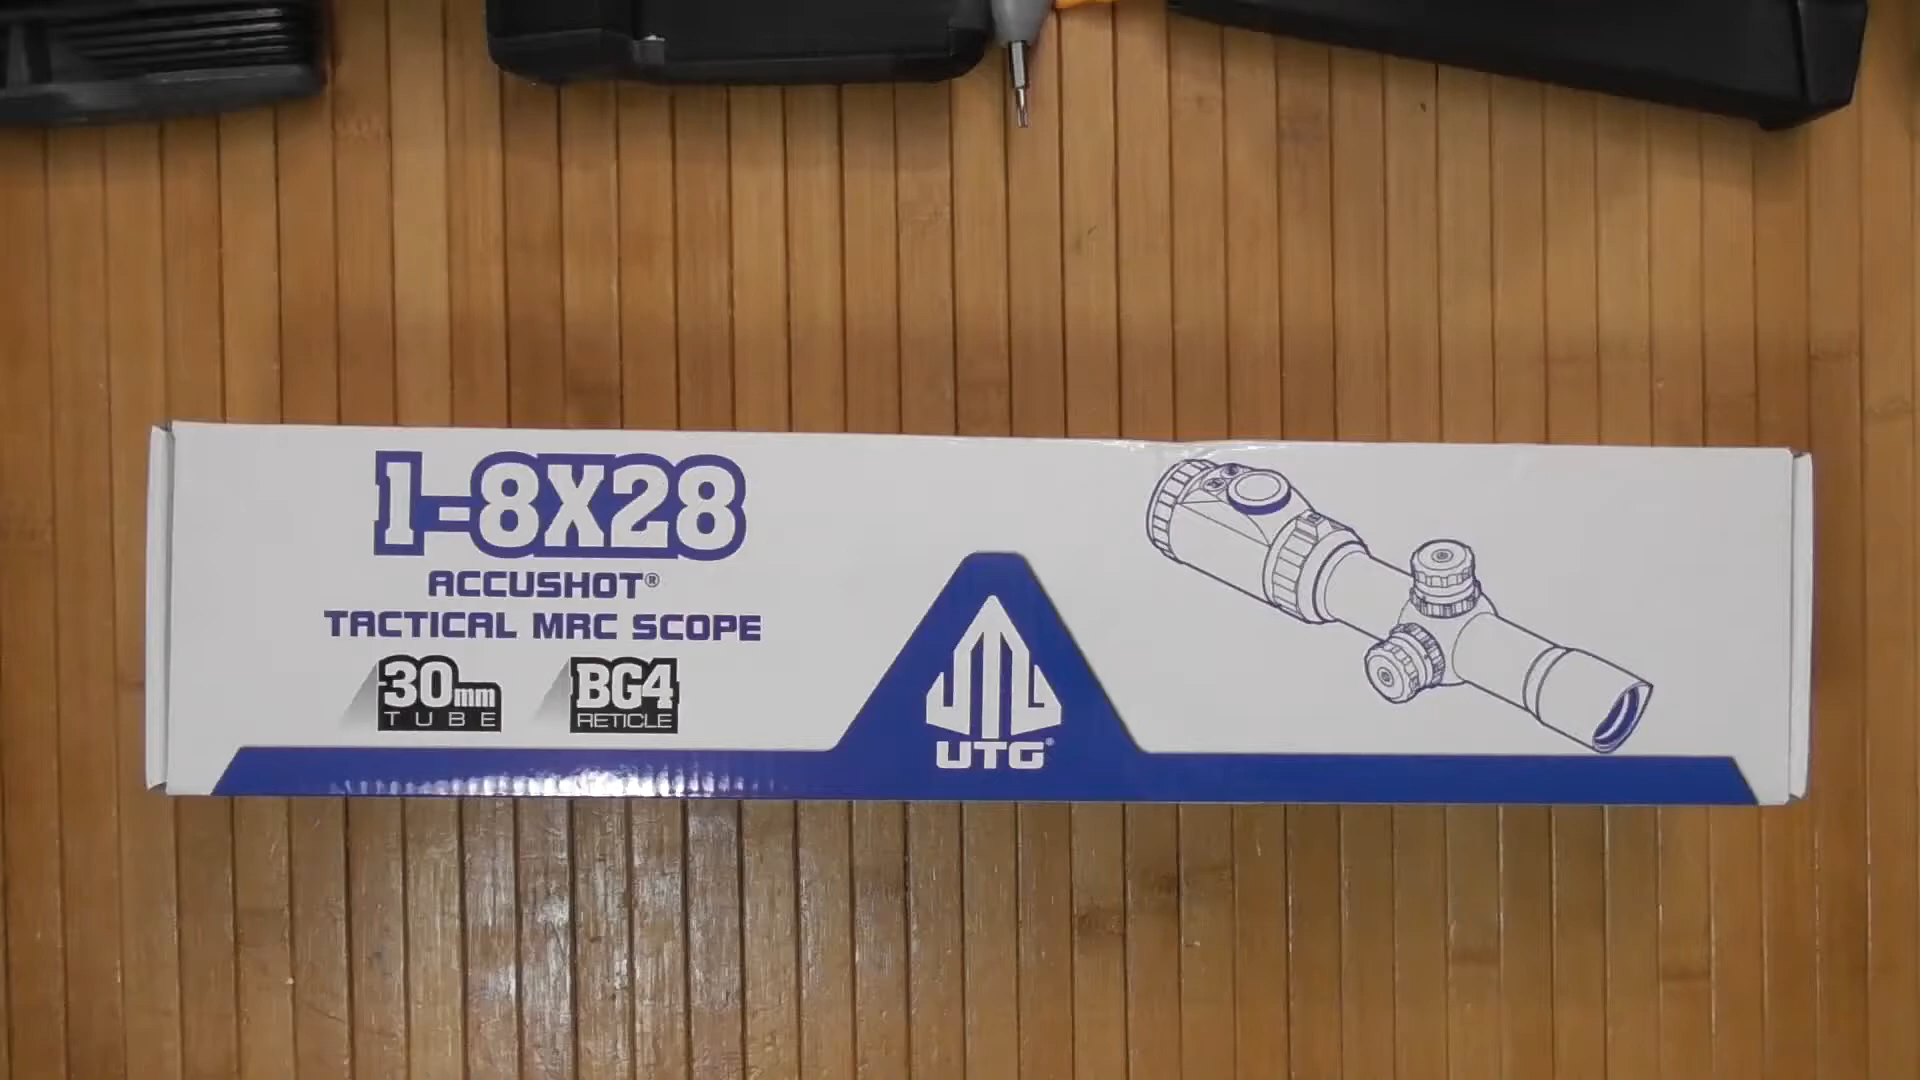 1-8X28
ACCUSHOT®
TACTICAL MRC SCOPE
30mm
TUBE
BG4
RETICLE
UTG®